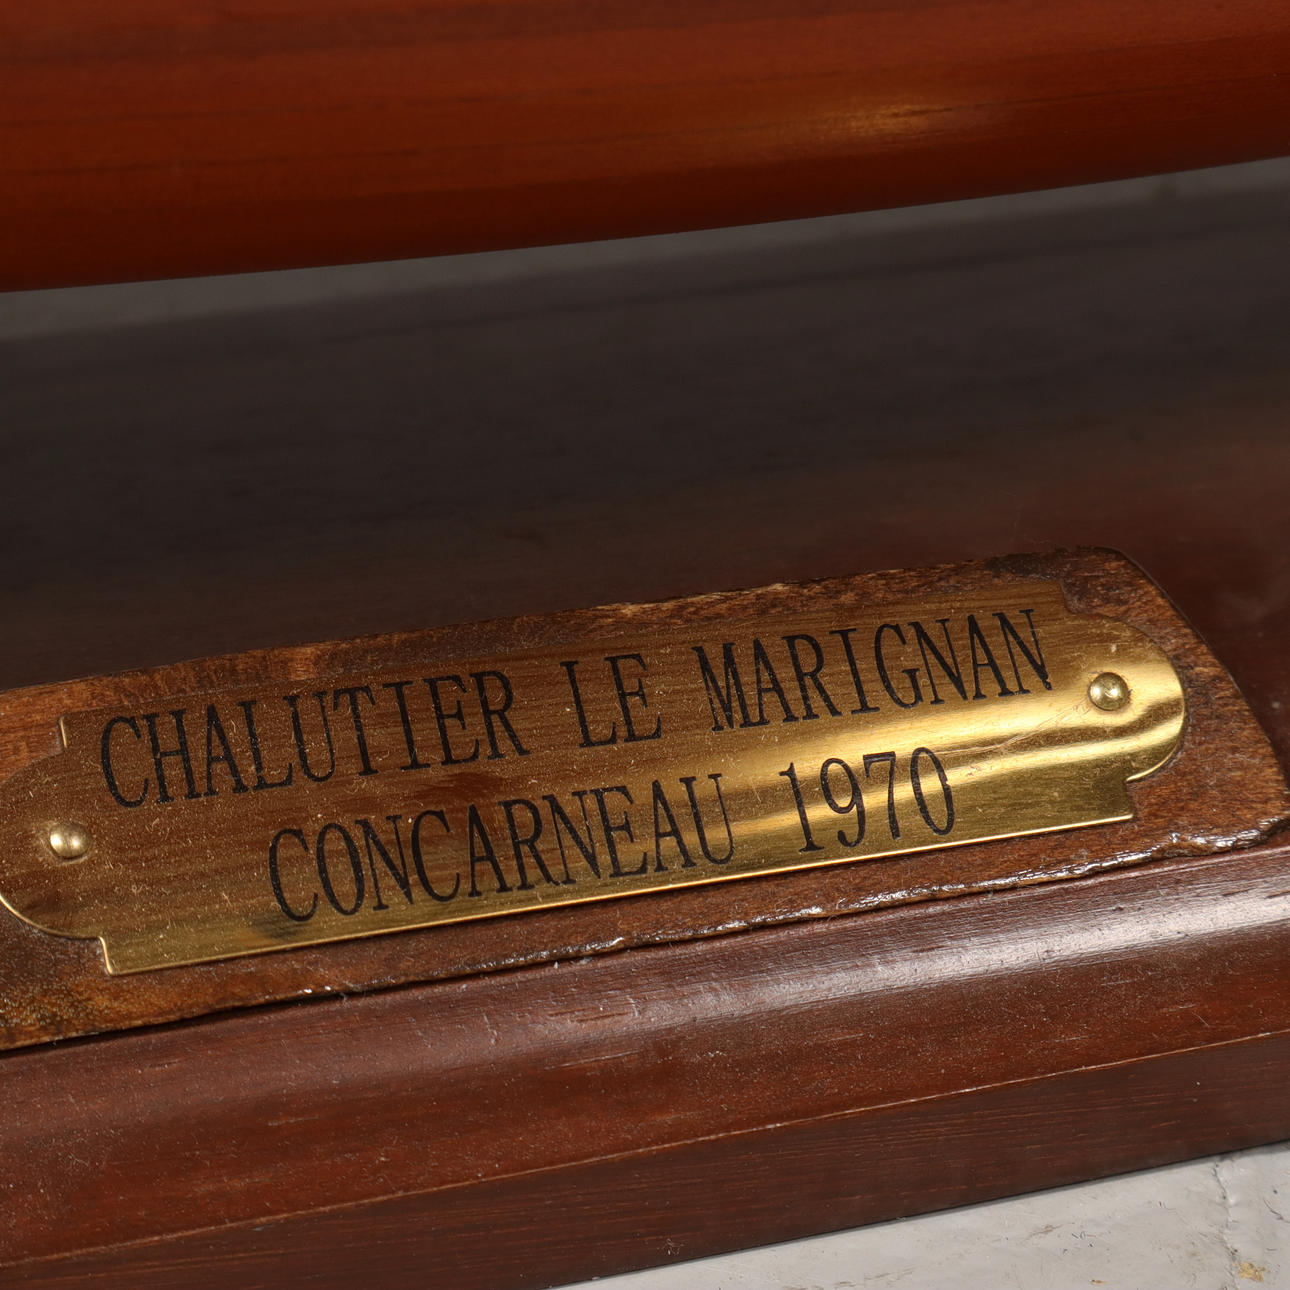 CHALUTIER LE MARIGNAN
CONCARNEAU 1970